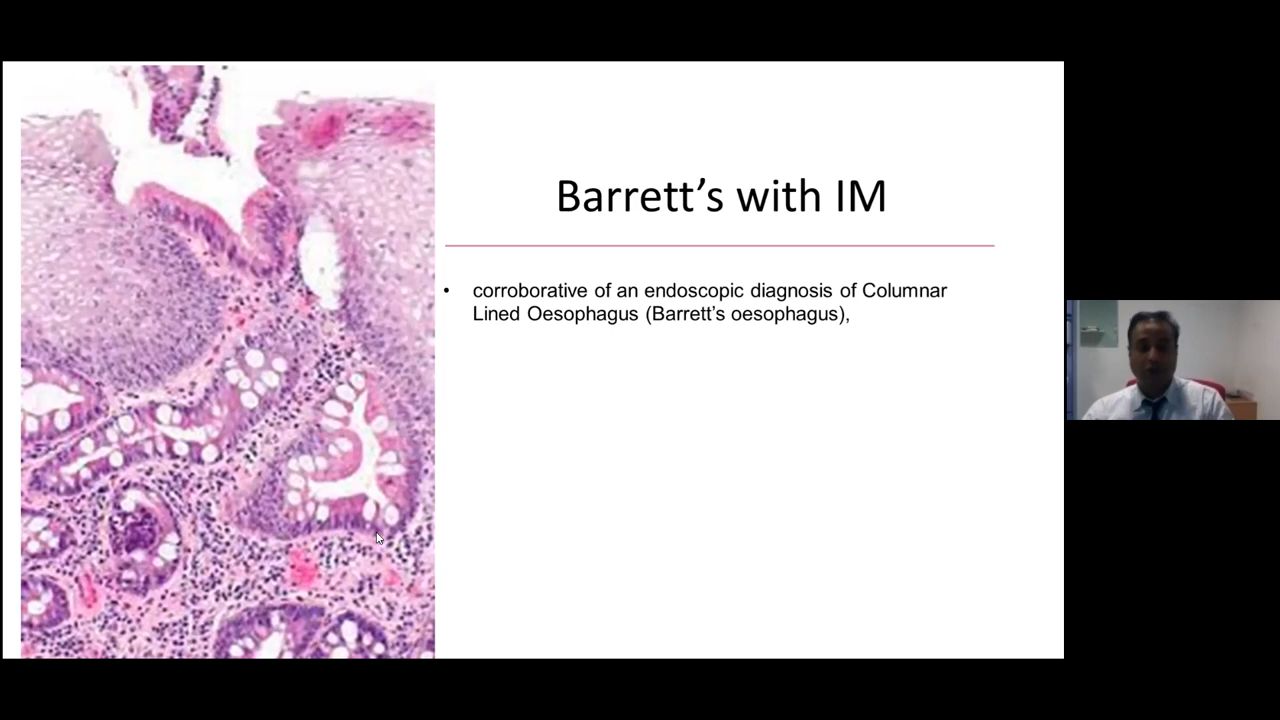 Barrett’s with IM
• corroborative of an endoscopic diagnosis of Columnar
Lined Oesophagus (Barrett’s oesophagus),